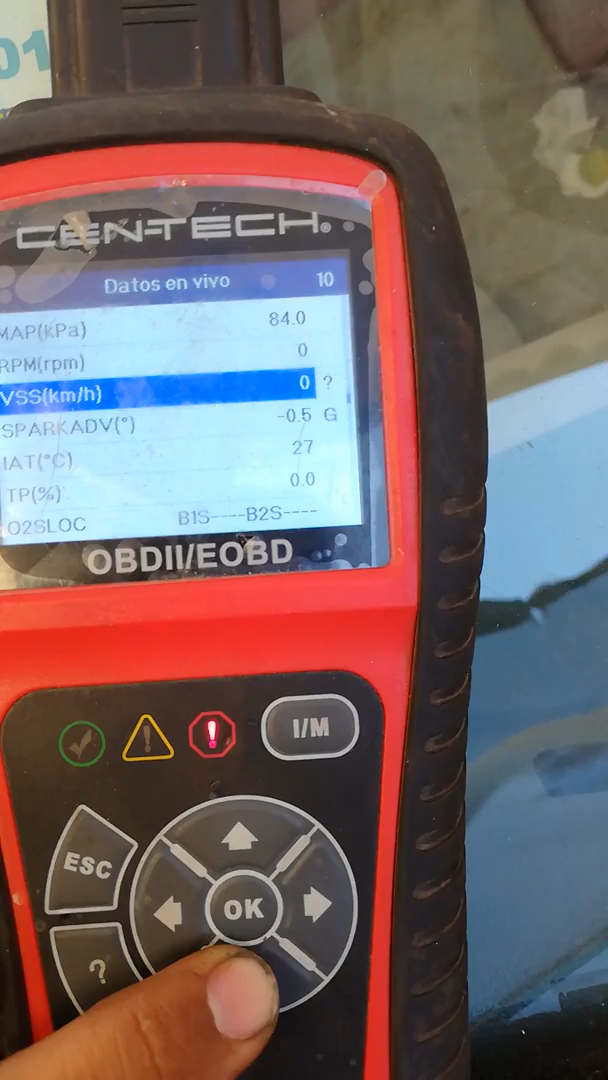 01
CEN-TECH®
Datos en vivo 10
MAP(kPa) 84.0
RPM(rpm) 0
VSS(km/h) 0 ?
SPARKADV(°) -0.5 G
IAT(°C) 27
TP(%) 0.0
O2SLOC B1S----B2S----
OBDII/EOBD
I/M
ESC
OK
?